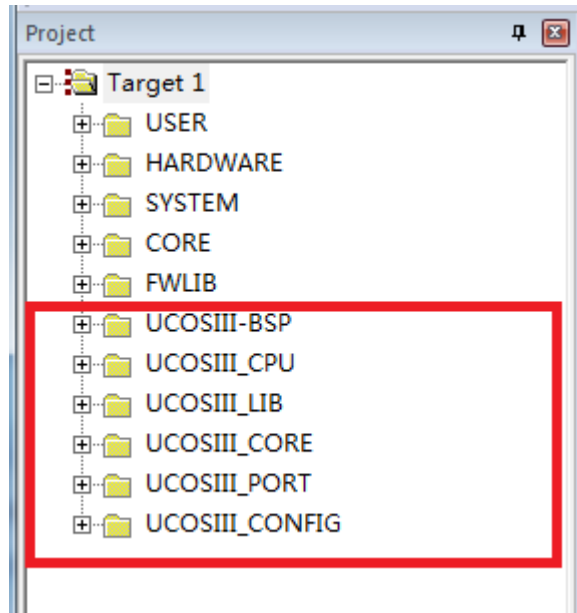 Project
Target 1
USER
HARDWARE
SYSTEM
CORE
FWLIB
UCOSIII-BSP
UCOSIII_CPU
UCOSIII_LIB
UCOSIII_CORE
UCOSIII_PORT
UCOSIII_CONFIG